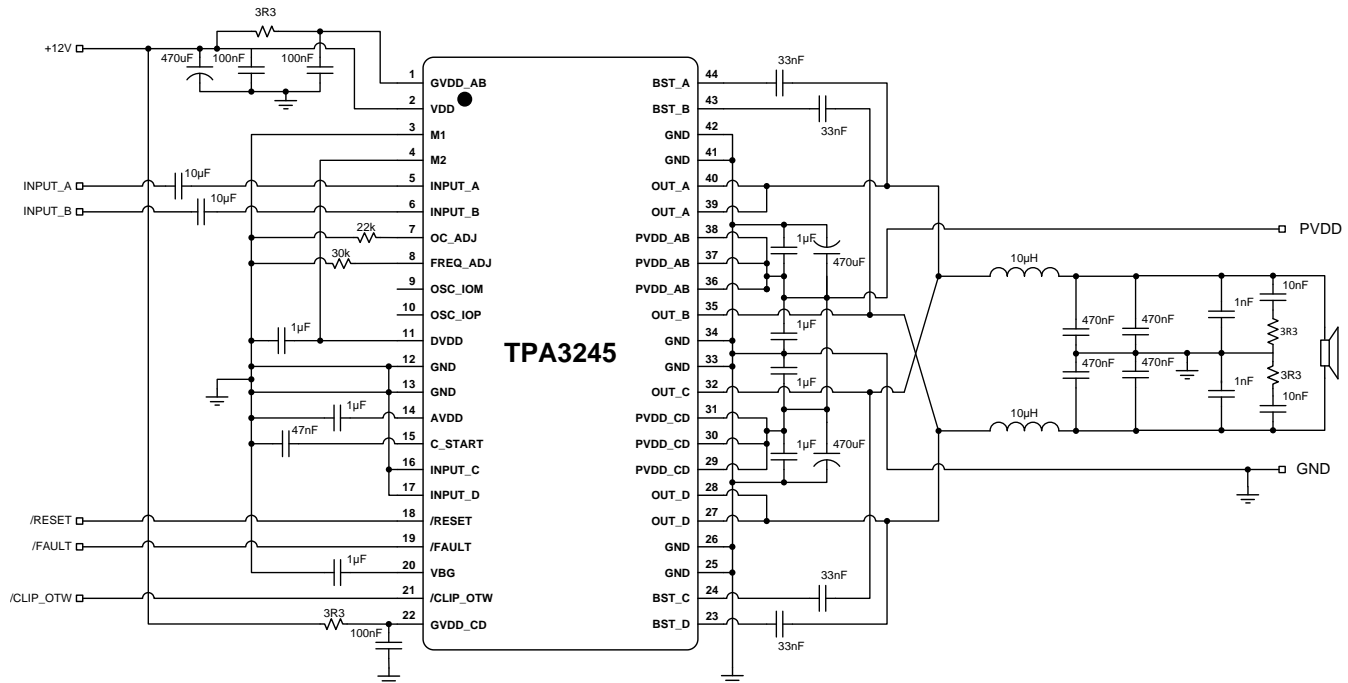 3R3
+12V
470uF
100nF
100nF
1 GVDD_AB
2 VDD
3 M1
4 M2
INPUT_A 10µF 5 INPUT_A
INPUT_B 10µF 6 INPUT_B
22k 7 OC_ADJ
30k 8 FREQ_ADJ
9 OSC_IOM
10 OSC_IOP
1µF 11 DVDD
12 GND
13 GND
1µF 14 AVDD
47nF 15 C_START
16 INPUT_C
17 INPUT_D
/RESET 18 /RESET
/FAULT 19 /FAULT
1µF 20 VBG
/CLIP_OTW 21 /CLIP_OTW
3R3 22 GVDD_CD
100nF
TPA3245
BST_A 44 33nF
BST_B 43 33nF
GND 42
GND 41
OUT_A 40
OUT_A 39
PVDD_AB 38
PVDD_AB 37
PVDD_AB 36
OUT_B 35
GND 34
GND 33
OUT_C 32
PVDD_CD 31
PVDD_CD 30
PVDD_CD 29
OUT_D 28
OUT_D 27
GND 26
GND 25
BST_C 24 33nF
BST_D 23 33nF
1µF
470uF
1µF
1µF
1µF
470uF
PVDD
10µH
10nF
1nF
470nF
470nF
3R3
470nF
470nF
3R3
1nF
10nF
10µH
GND